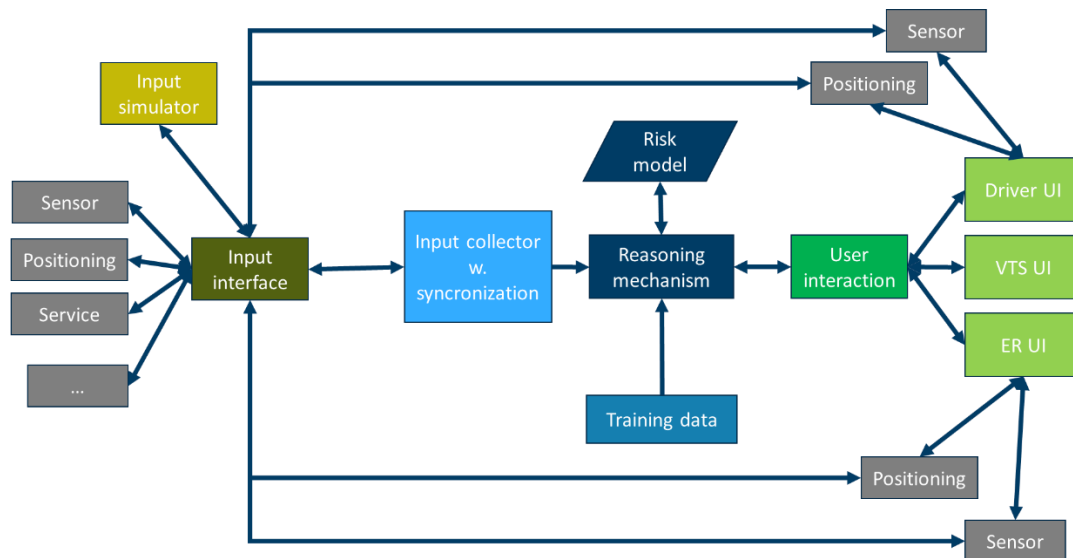 Sensor
Input
simulator
Positioning
Risk
model
Sensor
Driver UI
Positioning
Input
interface
Input collector
w.
syncronization
Reasoning
mechanism
User
interaction
VTS UI
Service
ER UI
...
Training data
Positioning
Sensor